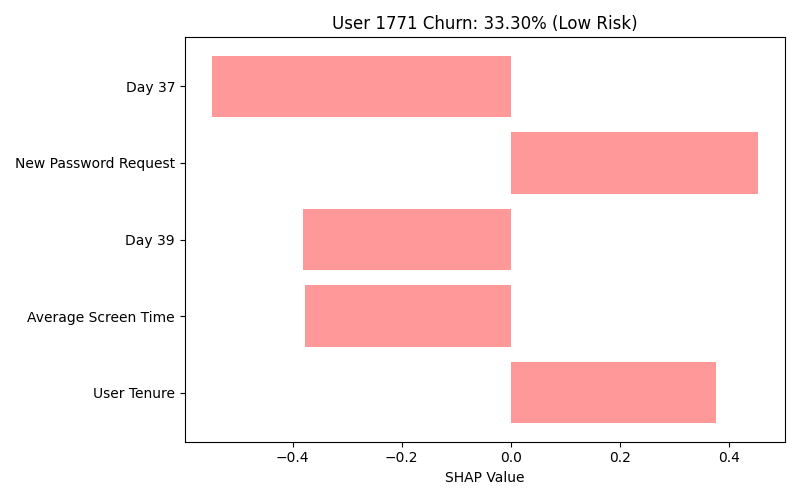 User 1771 Churn: 33.30% (Low Risk)
Day 37
New Password Request
Day 39
Average Screen Time
User Tenure
−0.4 −0.2 0.0 0.2 0.4
SHAP Value